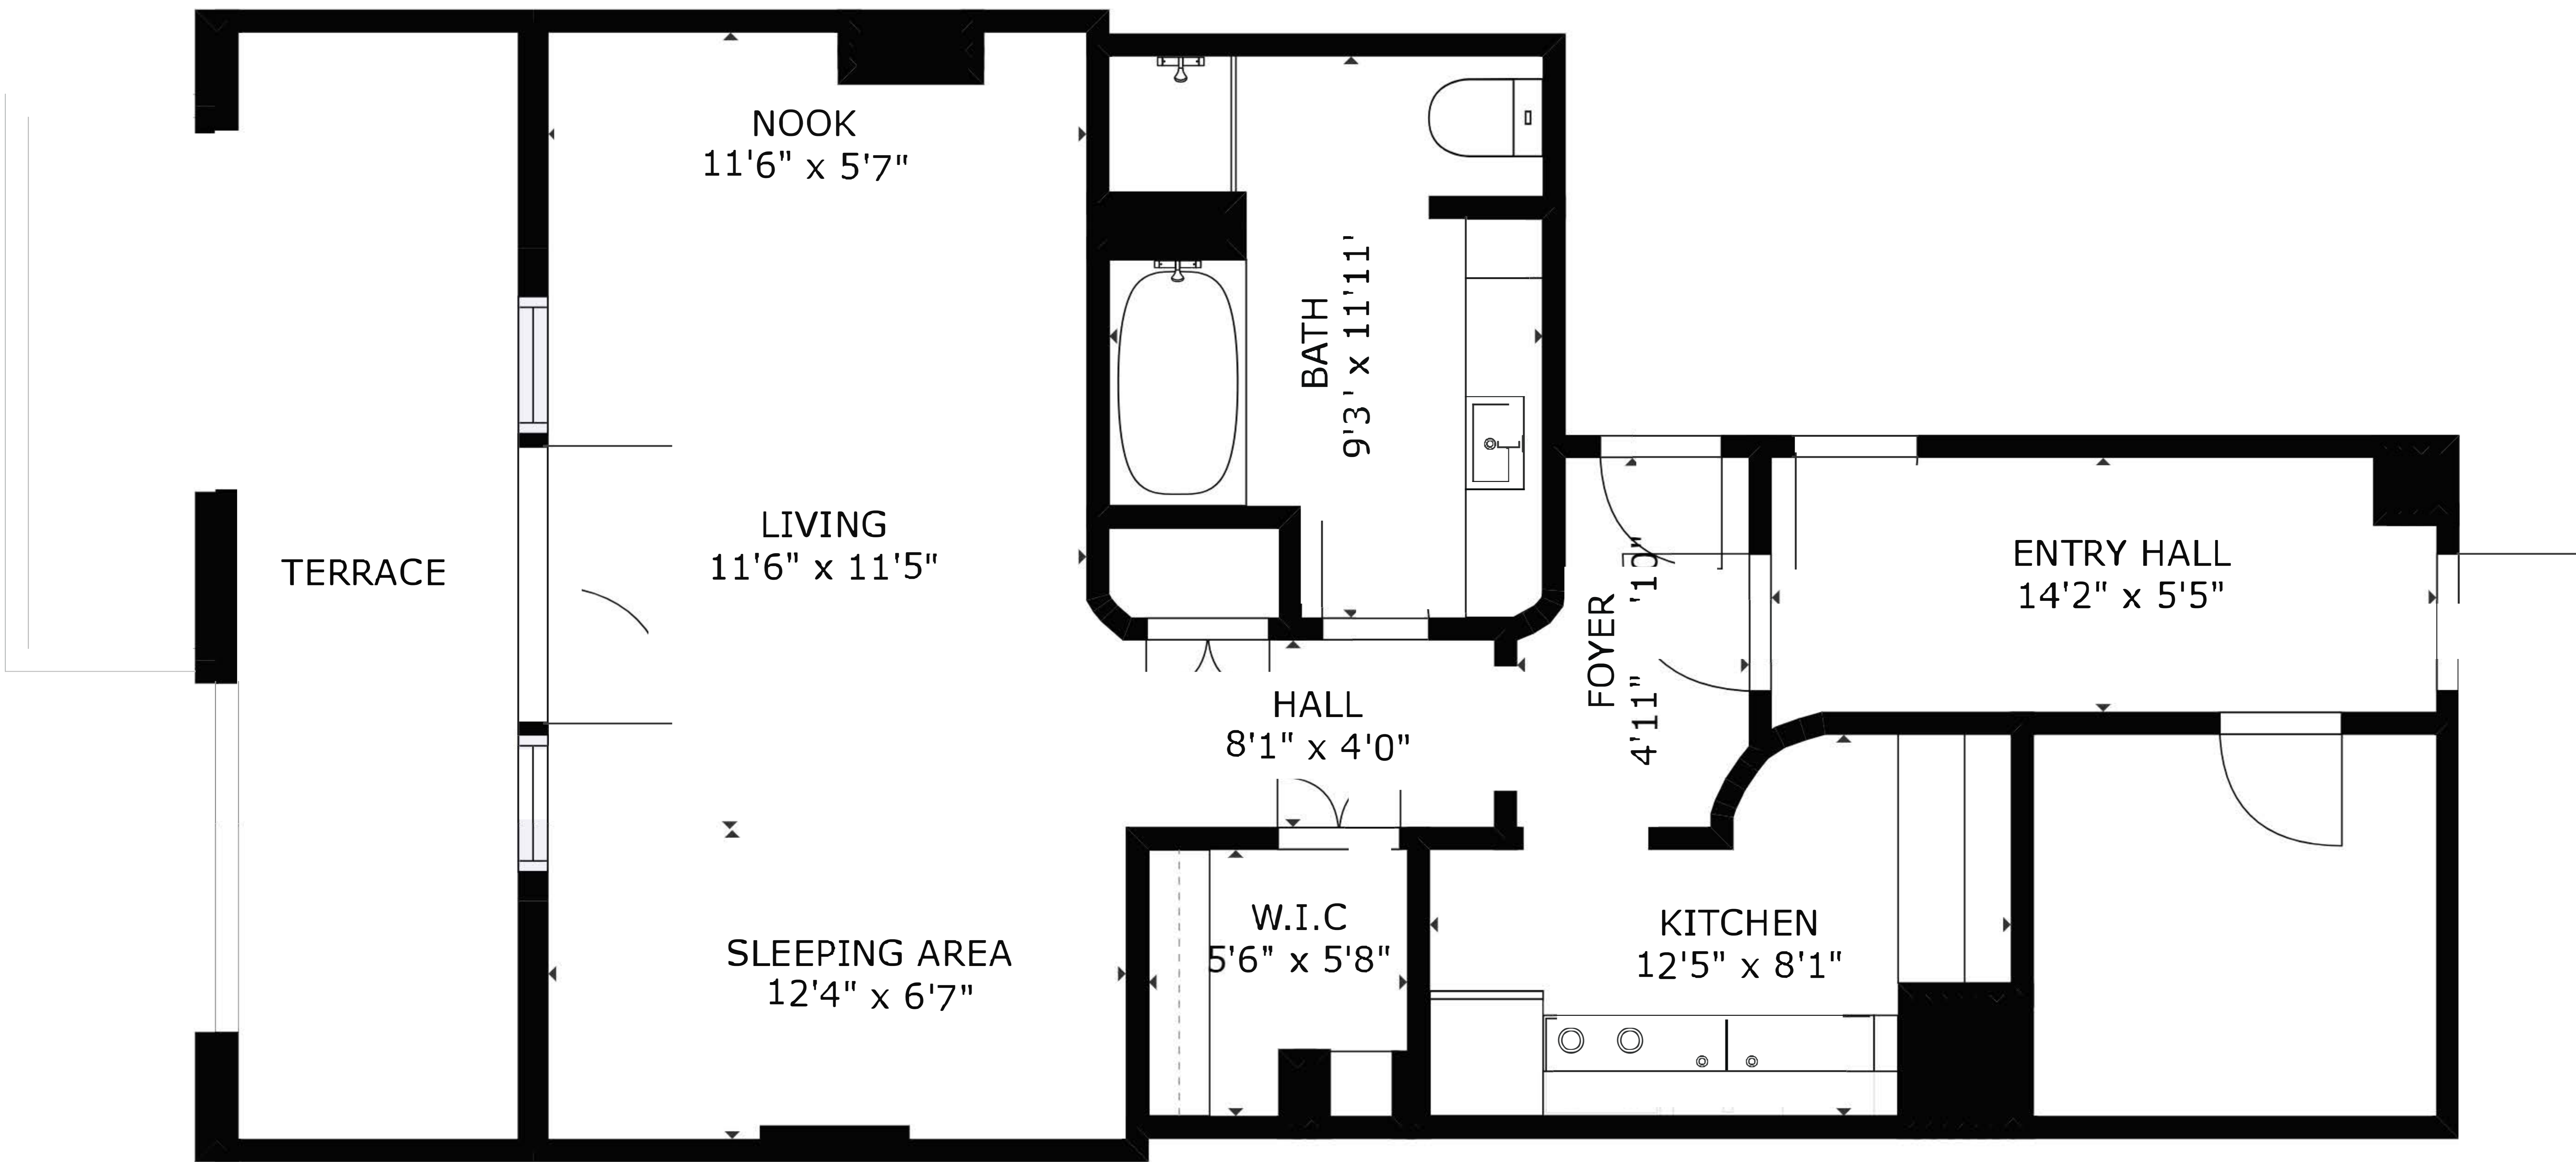 NOOK
11'6" x 5'7"
BATH
9'3' x 11'11'
LIVING
11'6" x 11'5"
TERRACE
ENTRY HALL
14'2" x 5'5"
FOYER
4'11"
HALL
8'1" x 4'0"
W.I.C
5'6" x 5'8"
KITCHEN
12'5" x 8'1"
SLEEPING AREA
12'4" x 6'7"